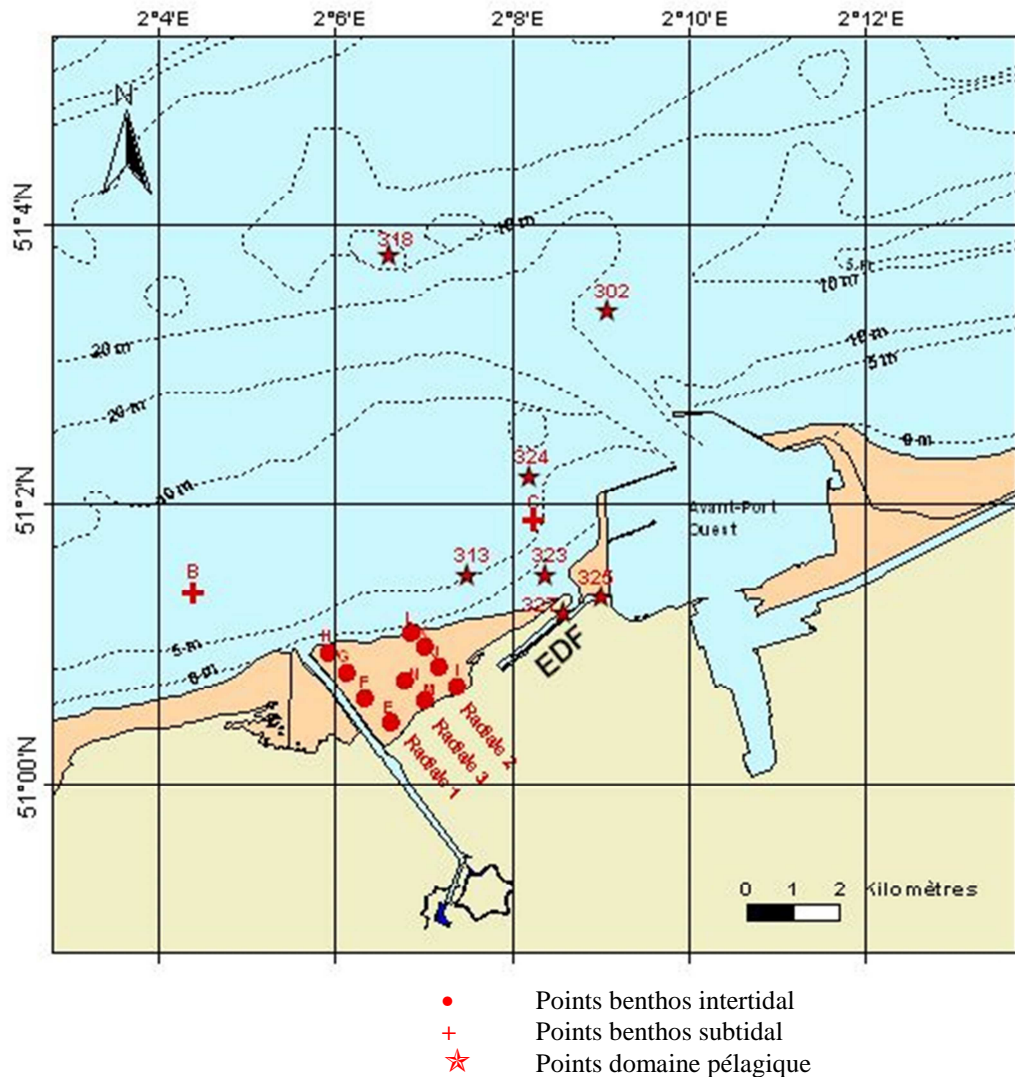 2°4'E 2°6'E 2°8'E 2°10'E 2°12'E
N
51°4'N
10 m
318
5 m
10 m
302
20 m
10 m
5 m
20 m
0 m
324
10 m
51°2'N
C
Avant-Port
Ouest
313
323
B
325
327
EDF
L
K
H
5 m
J
G
0 m
N
I
F
M
E
Radiale 2
Radiale 3
Radiale 1
51°00'N
0 1 2 Kilomètres
Points benthos intertidal
Points benthos subtidal
Points domaine pélagique